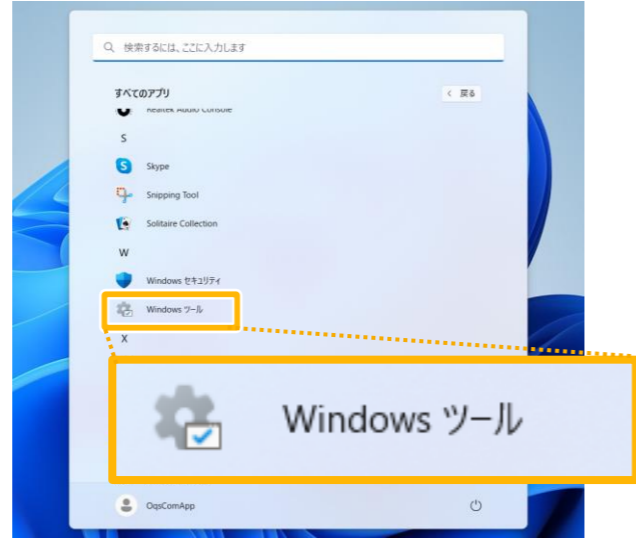 検索するには、ここに入力します
すべてのアプリ
< 戻る
Realtek Audio Console
S
Skype
Snipping Tool
Solitaire Collection
W
Windows セキュリティ
Windows ツール
X
Windows ツール
OqsComApp